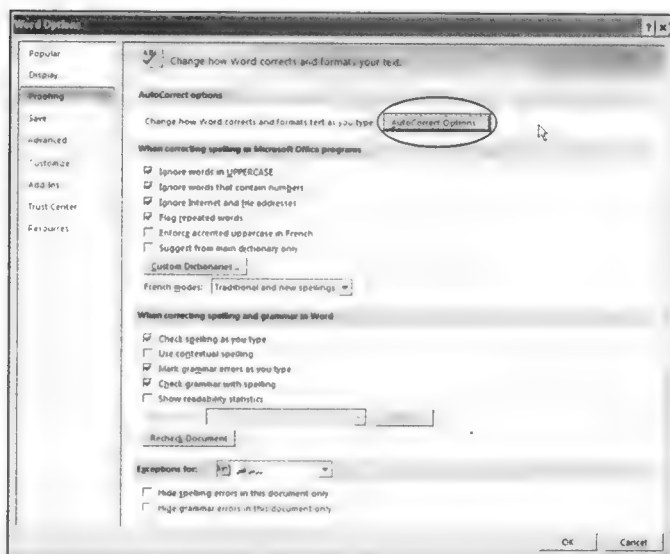 Word Options
Popular
Display
Proofing
Save
Advanced
Customize
Add-Ins
Trust Center
Resources
ABC
Change how Word corrects and formats your text.
AutoCorrect options
Change how Word corrects and formats text as you type
AutoCorrect Options...
When correcting spelling in Microsoft Office programs
Ignore words in UPPERCASE
Ignore words that contain numbers
Ignore Internet and file addresses
Flag repeated words
Enforce accented uppercase in French
Suggest from main dictionary only
Custom Dictionaries...
French modes: Traditional and new spellings
When correcting spelling and grammar in Word
Check spelling as you type
Use contextual spelling
Mark grammar errors as you type
Check grammar with spelling
Show readability statistics
Recheck Document
Exceptions for:
Hide spelling errors in this document only
Hide grammar errors in this document only
OK Cancel